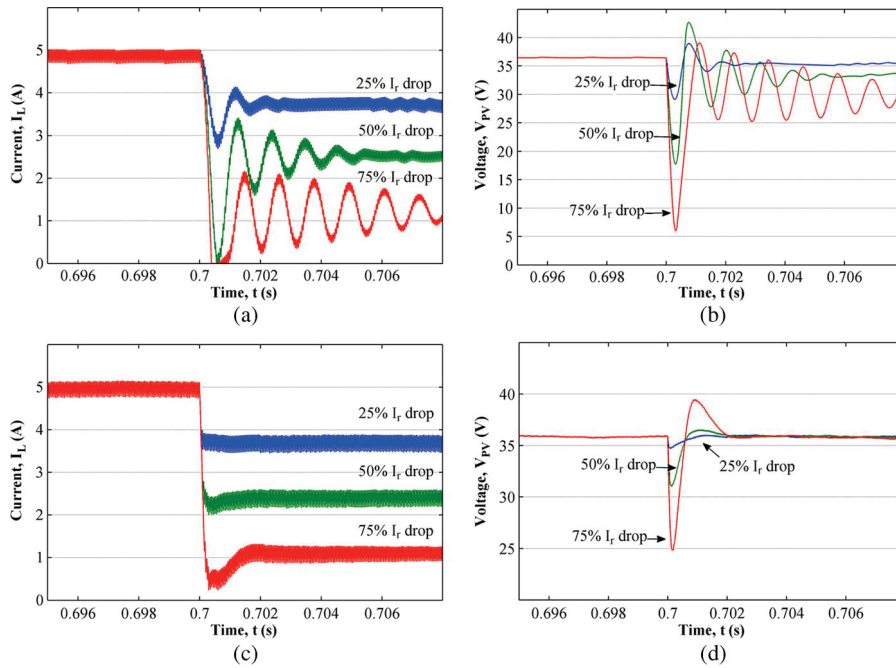 5
4
3
2
1
0
Current, I_L (A)
25% I_r drop
50% I_r drop
75% I_r drop
0.696
0.698
0.7
0.702
0.704
0.706
Time, t (s)
(a)
40
35
30
25
20
15
10
5
0
Voltage, V_PV (V)
25% I_r drop
50% I_r drop
75% I_r drop
0.696
0.698
0.7
0.702
0.704
0.706
Time, t (s)
(b)
6
5
4
3
2
1
0
Current, I_L (A)
25% I_r drop
50% I_r drop
75% I_r drop
0.696
0.698
0.7
0.702
0.704
0.706
Time, t (s)
(c)
40
35
30
25
Voltage, V_PV (V)
50% I_r drop
25% I_r drop
75% I_r drop
0.696
0.698
0.7
0.702
0.704
0.706
Time, t (s)
(d)